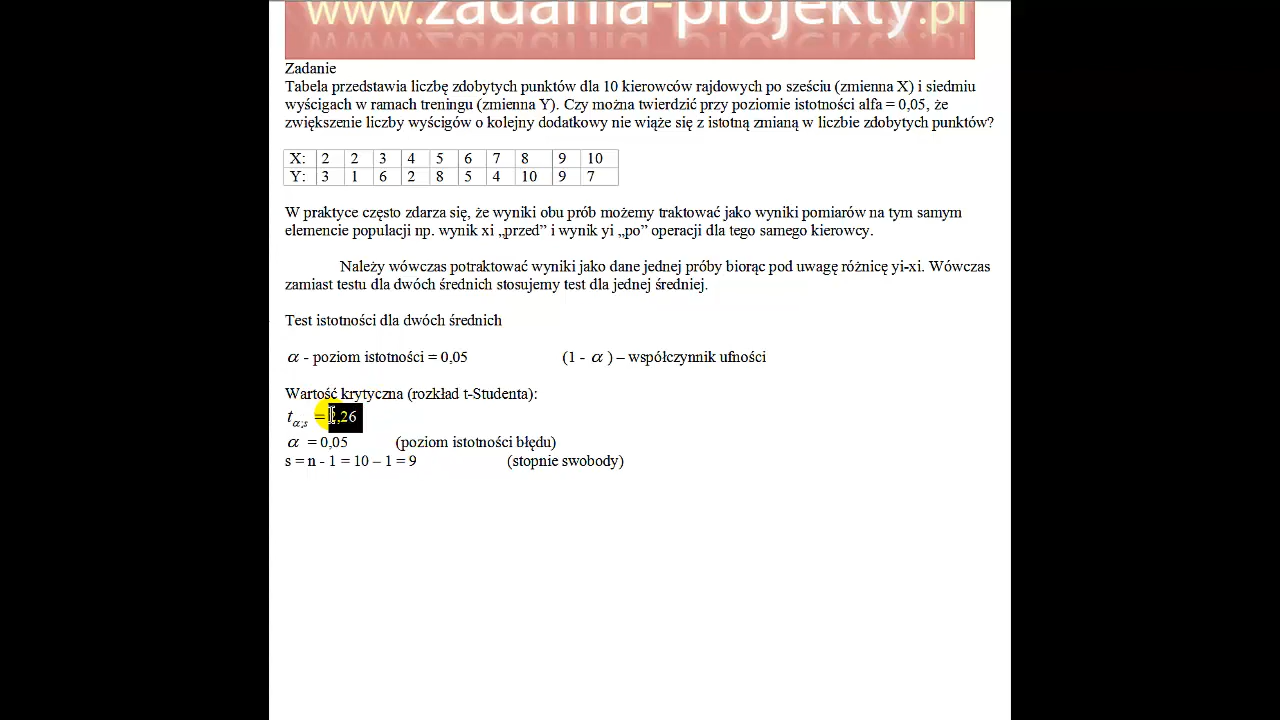 www.zadania-projekty.pl
Zadanie
Tabela przedstawia liczbę zdobytych punktów dla 10 kierowców rajdowych po sześciu (zmienna X) i siedmiu
wyścigach w ramach treningu (zmienna Y). Czy można twierdzić przy poziomie istotności alfa = 0,05, że
zwiększenie liczby wyścigów o kolejny dodatkowy nie wiąże się z istotną zmianą w liczbie zdobytych punktów?
X: 2 2 3 4 5 6 7 8 9 10
Y: 3 1 6 2 8 5 4 10 9 7
W praktyce często zdarza się, że wyniki obu prób możemy traktować jako wyniki pomiarów na tym samym
elemencie populacji np. wynik xi „przed” i wynik yi „po” operacji dla tego samego kierowcy.
Należy wówczas potraktować wyniki jako dane jednej próby biorąc pod uwagę różnicę yi-xi. Wówczas
zamiast testu dla dwóch średnich stosujemy test dla jednej średniej.
Test istotności dla dwóch średnich
α - poziom istotności = 0,05 (1 - α ) – współczynnik ufności
Wartość krytyczna (rozkład t-Studenta):
t α;s = 2,26
α = 0,05 (poziom istotności błędu)
s = n - 1 = 10 – 1 = 9 (stopnie swobody)